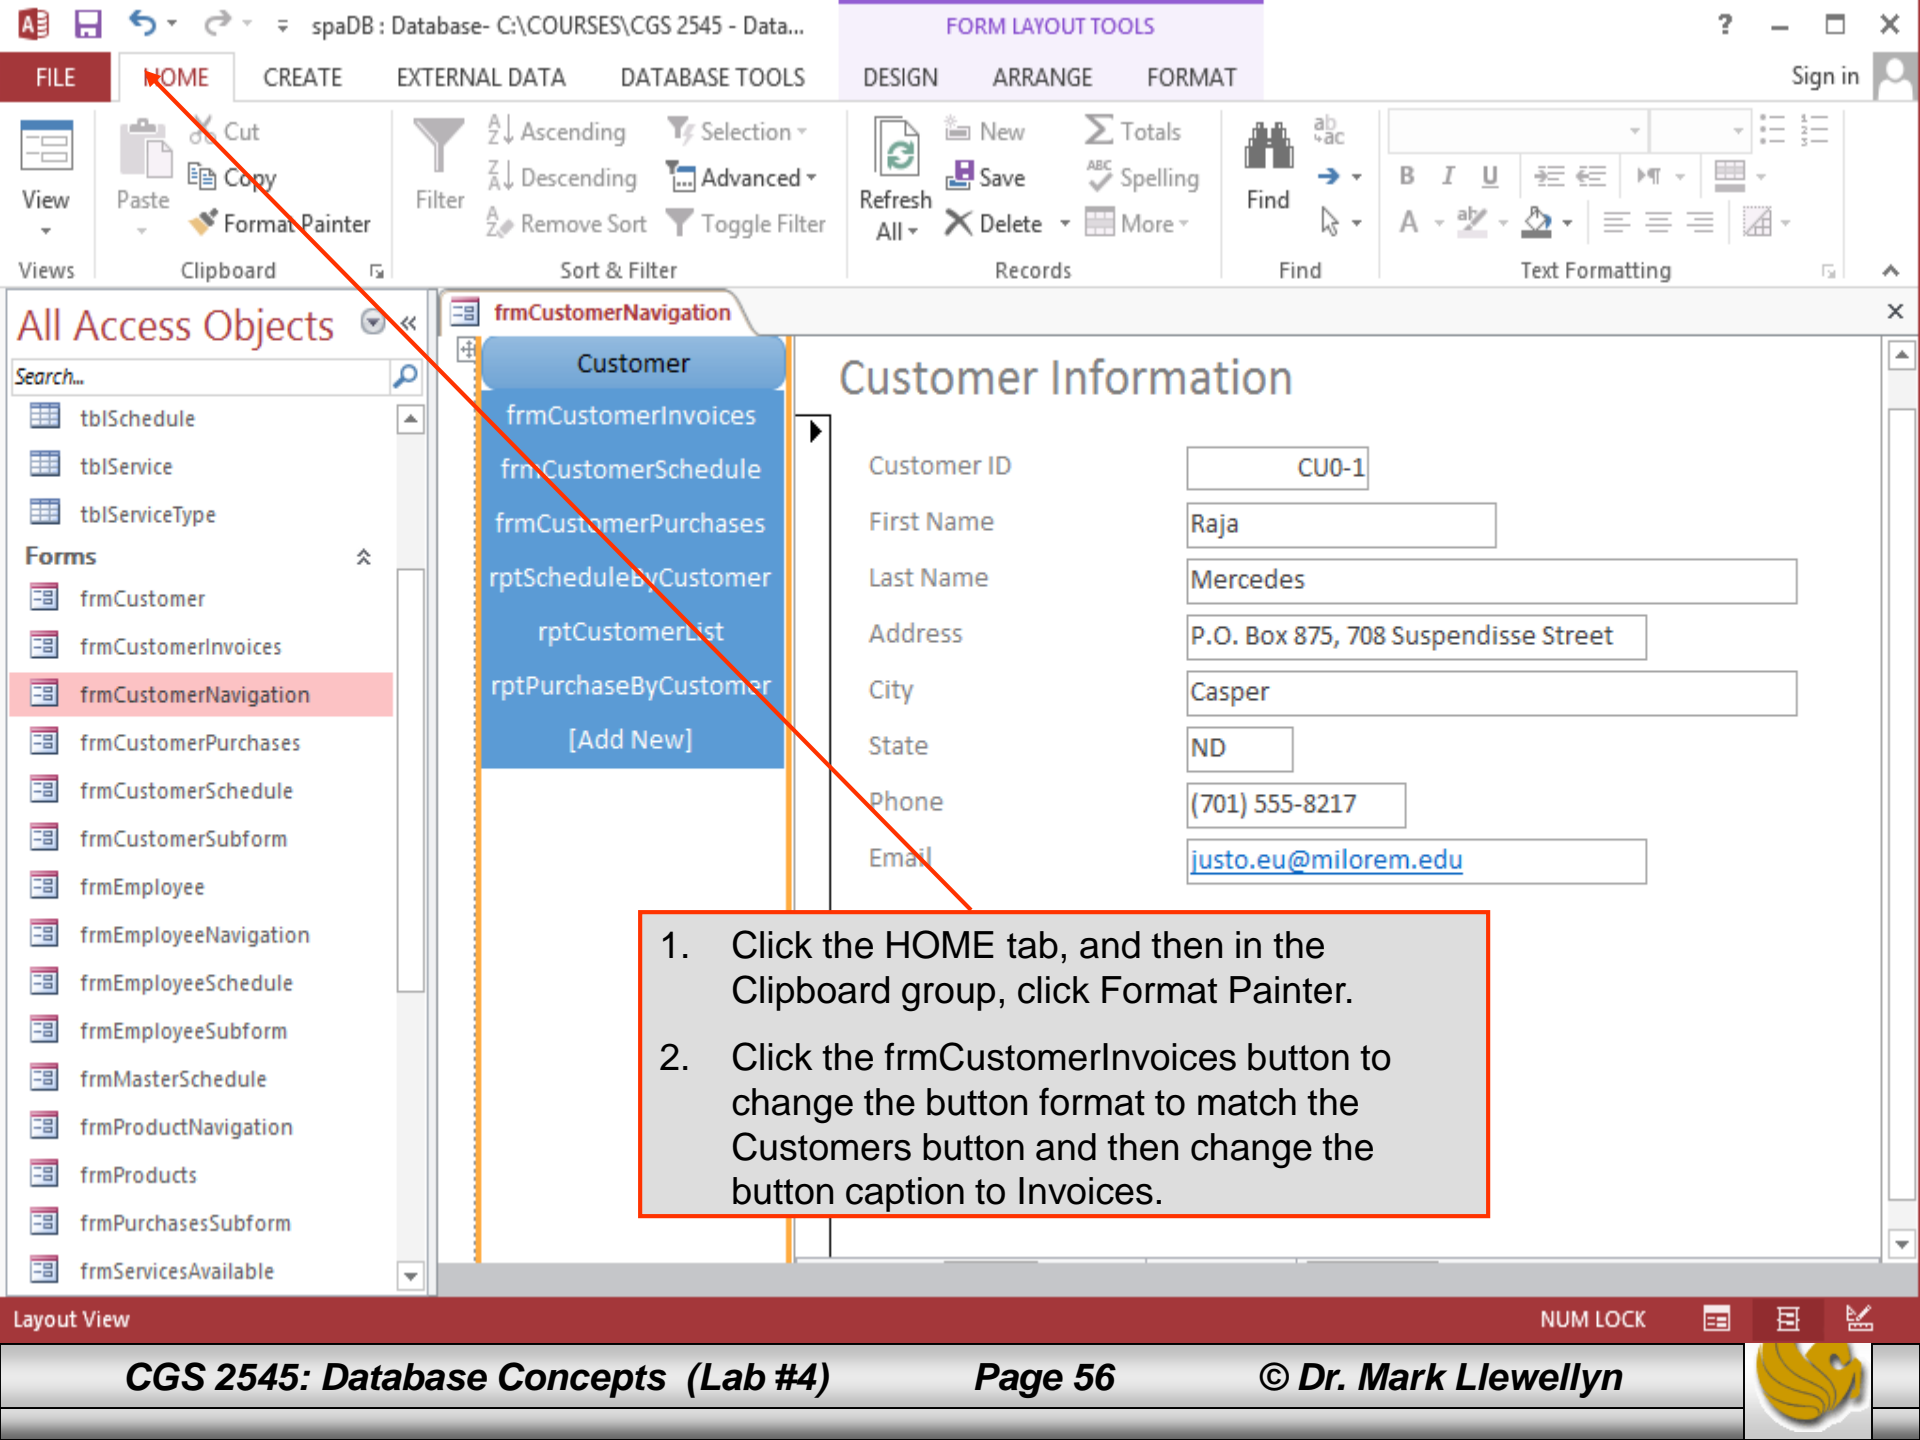 spaDB : Database- C:\COURSES\CGS 2545 - Data...
FORM LAYOUT TOOLS
?
FILE HOME CREATE EXTERNAL DATA DATABASE TOOLS DESIGN ARRANGE FORMAT Sign in
View
Views
Paste
Cut
Copy
Format Painter
Clipboard
Filter
Ascending
Descending
Remove Sort
Selection
Advanced
Toggle Filter
Sort & Filter
Refresh
All
New
Save
Delete
Totals
Spelling
More
Records
Find
Find
B I U
A
Text Formatting
All Access Objects
Search...
tblSchedule
tblService
tblServiceType
Forms
frmCustomer
frmCustomerInvoices
frmCustomerNavigation
frmCustomerPurchases
frmCustomerSchedule
frmCustomerSubform
frmEmployee
frmEmployeeNavigation
frmEmployeeSchedule
frmEmployeeSubform
frmMasterSchedule
frmProductNavigation
frmProducts
frmPurchasesSubform
frmServicesAvailable
frmCustomerNavigation
Customer
frmCustomerInvoices
frmCustomerSchedule
frmCustomerPurchases
rptScheduleByCustomer
rptCustomerList
rptPurchaseByCustomer
[Add New]
Customer Information
Customer ID CU0-1
First Name Raja
Last Name Mercedes
Address P.O. Box 875, 708 Suspendisse Street
City Casper
State ND
Phone (701) 555-8217
Email justo.eu@milorem.edu
1. Click the HOME tab, and then in the
Clipboard group, click Format Painter.
2. Click the frmCustomerInvoices button to
change the button format to match the
Customers button and then change the
button caption to Invoices.
Layout View
NUM LOCK
CGS 2545: Database Concepts (Lab #4) Page 56 © Dr. Mark Llewellyn